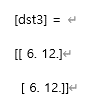 [dst3] = ↵
[[ 6. 12.]↵
[ 6. 12.]]↵